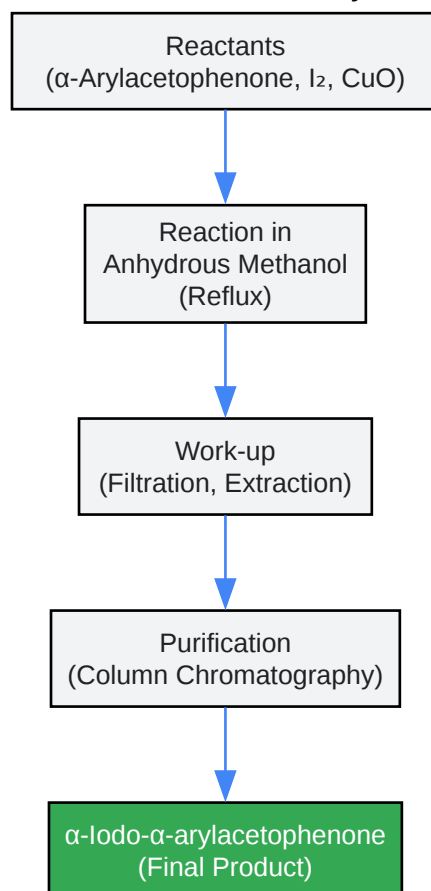 Reactants
(α-Arylacetophenone, I₂, CuO)
Reaction in
Anhydrous Methanol
(Reflux)
Work-up
(Filtration, Extraction)
Purification
(Column Chromatography)
α-Iodo-α-arylacetophenone
(Final Product)